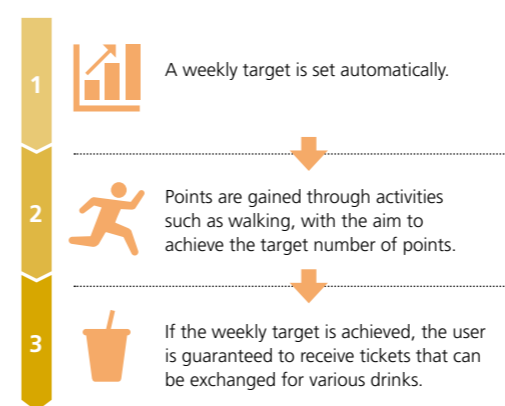 1
A weekly target is set automatically.
2
Points are gained through activities
such as walking, with the aim to
achieve the target number of points.
3
If the weekly target is achieved, the user
is guaranteed to receive tickets that can
be exchanged for various drinks.